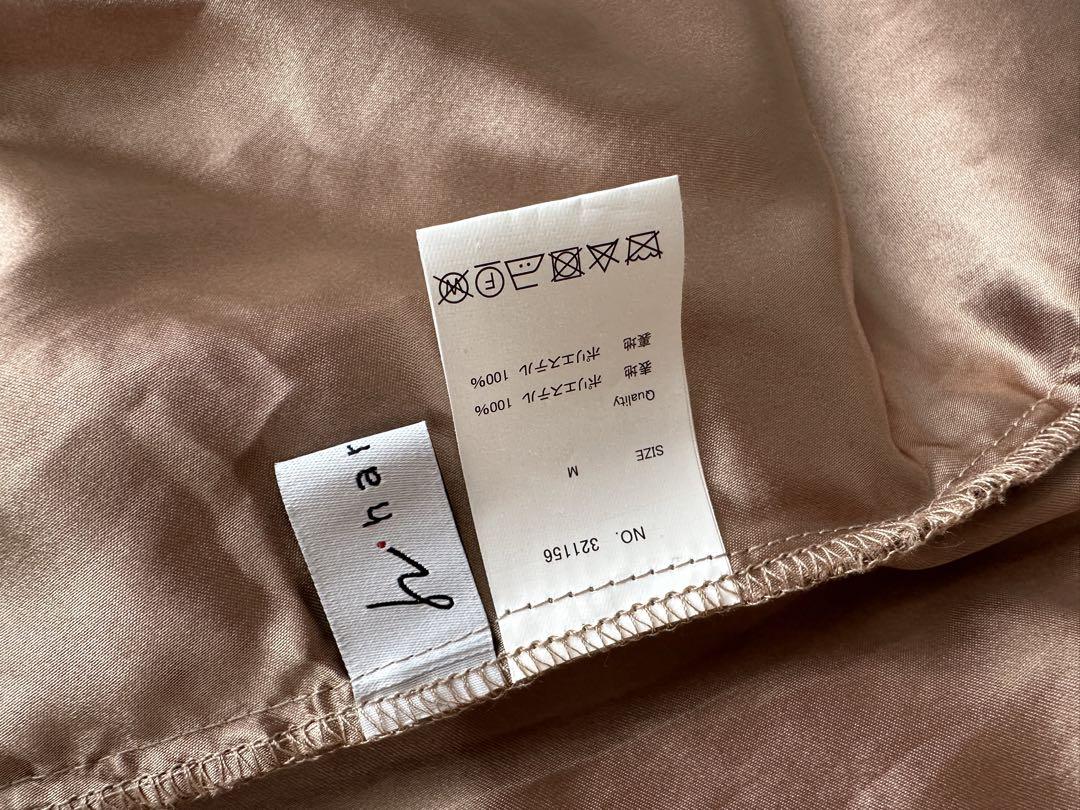 NO. 321156
SIZE M
Quality
表地 ポリエステル 100%
裏地 ポリエステル 100%
F W
har